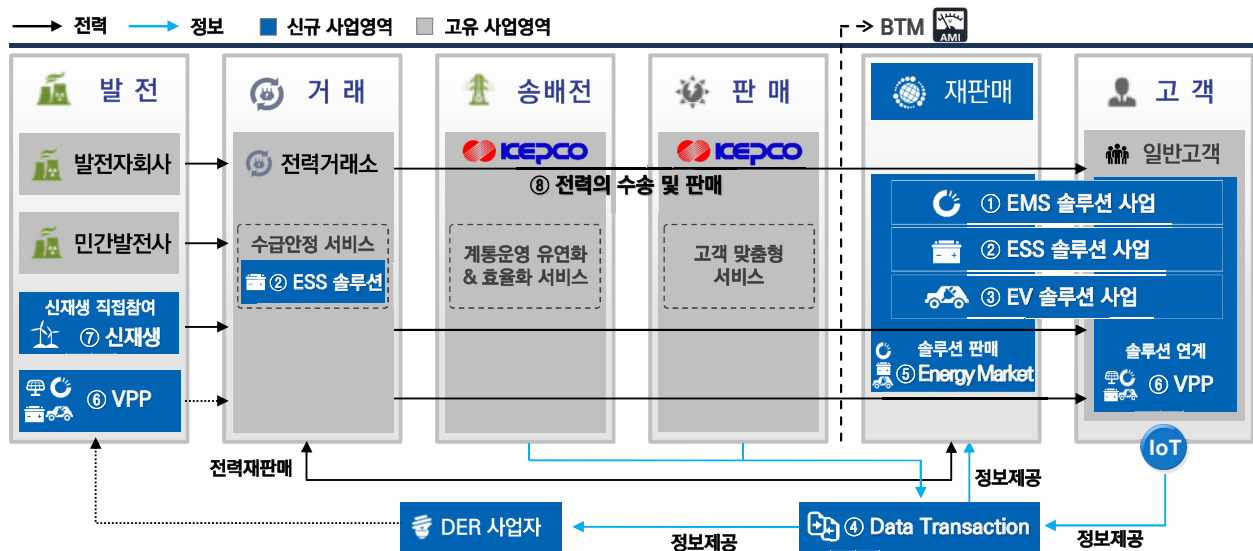 전력
정보
신규 사업영역
고유 사업영역
BTM
AMI
발 전
거 래
송배전
판 매
재판매
고 객
발전자회사
전력거래소
KEPCO
KEPCO
일반고객
⑧ 전력의 수송 및 판매
① EMS 솔루션 사업
민간발전사
수급안정 서비스
② ESS 솔루션
계통운영 유연화
& 효율화 서비스
고객 맞춤형
서비스
② ESS 솔루션 사업
③ EV 솔루션 사업
신재생 직접참여
⑦ 신재생
솔루션 판매
⑤ Energy Market
솔루션 연계
⑥ VPP
⑥ VPP
IoT
전력재판매
정보제공
DER 사업자
정보제공
④ Data Transaction
정보제공